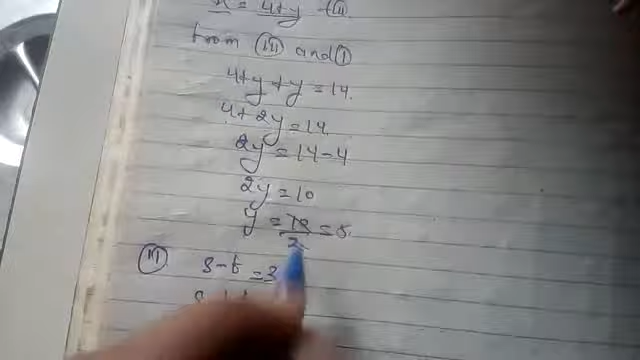 x = 4+y -(III)
from (III) and (I)
4+y+y=14
4+2y=14
2y=14-4
2y=10
y=10/2=5
(III) s-t=3